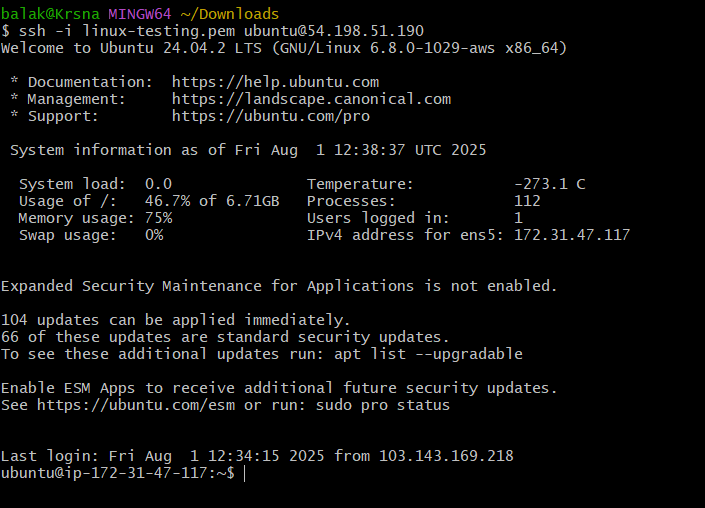 balak@Krsna MINGW64 ~/Downloads
$ ssh -i linux-testing.pem ubuntu@54.198.51.190
Welcome to Ubuntu 24.04.2 LTS (GNU/Linux 6.8.0-1029-aws x86_64)
* Documentation:  https://help.ubuntu.com
* Management:     https://landscape.canonical.com
* Support:        https://ubuntu.com/pro
System information as of Fri Aug  1 12:38:37 UTC 2025
System load:  0.0                Temperature:           -273.1 C
Usage of /:   46.7% of 6.71GB   Processes:             112
Memory usage: 75%                Users logged in:       1
Swap usage:   0%                 IPv4 address for ens5: 172.31.47.117
Expanded Security Maintenance for Applications is not enabled.
104 updates can be applied immediately.
66 of these updates are standard security updates.
To see these additional updates run: apt list --upgradable
Enable ESM Apps to receive additional future security updates.
See https://ubuntu.com/esm or run: sudo pro status
Last login: Fri Aug  1 12:34:15 2025 from 103.143.169.218
ubuntu@ip-172-31-47-117:~$